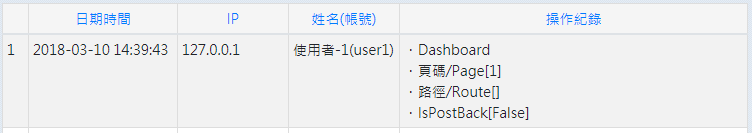 日期時間 IP 姓名(帳號) 操作紀錄
1 2018-03-10 14:39:43 127.0.0.1 使用者-1(user1) ・Dashboard
・頁碼/Page[1]
・路徑/Route[]
・IsPostBack[False]